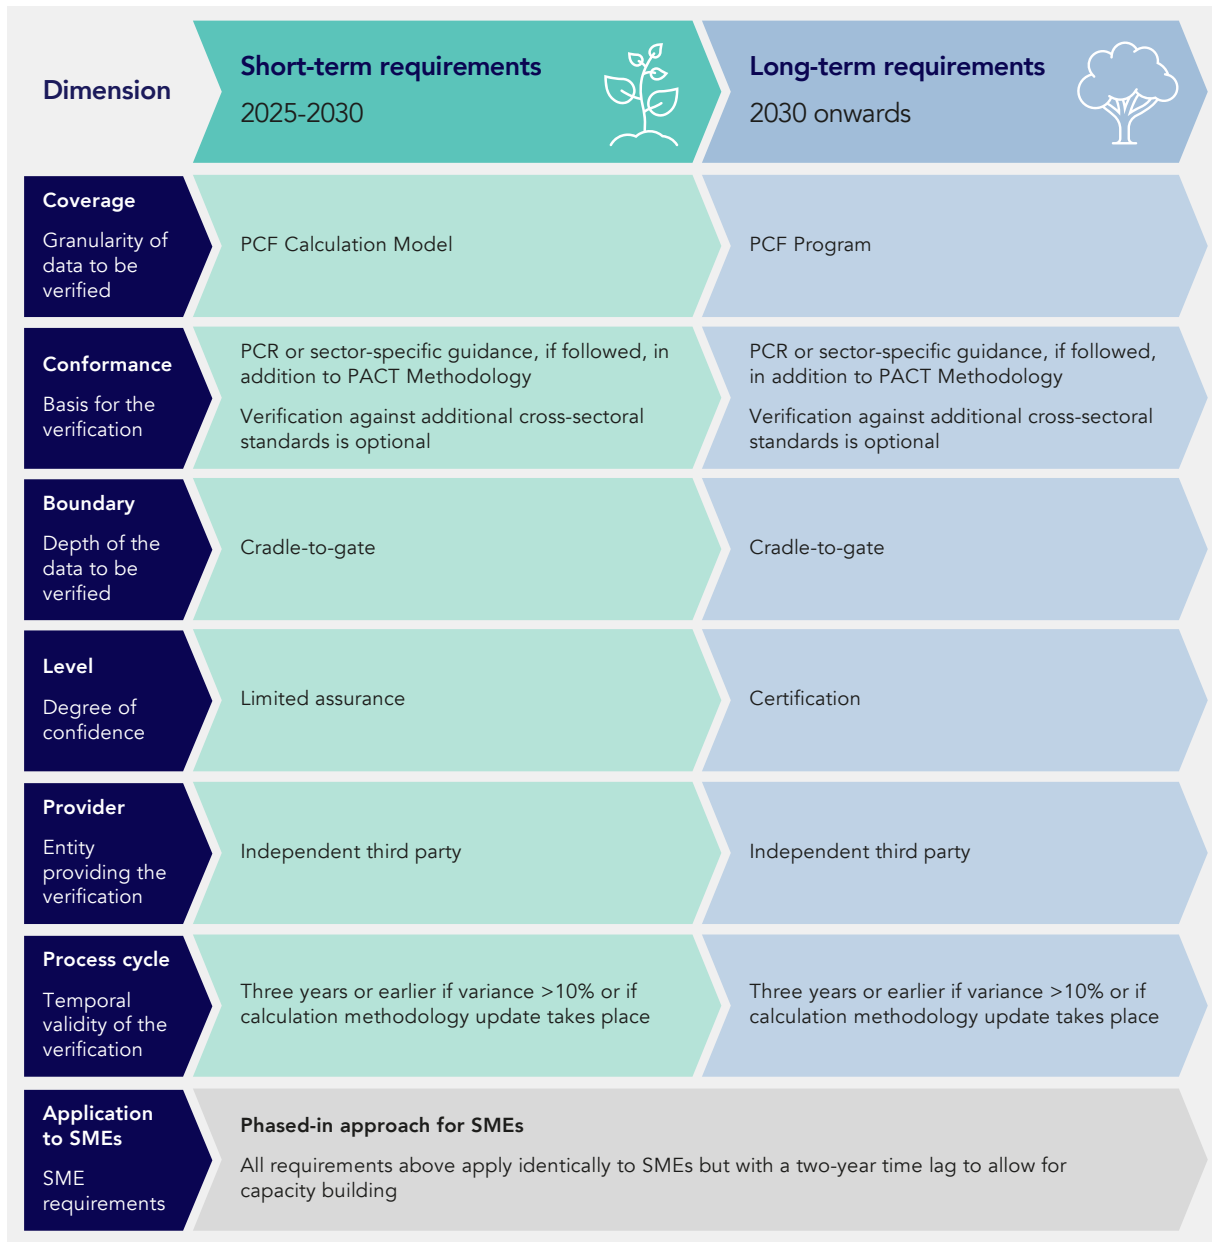 Dimension
Short-term requirements
2025-2030
Long-term requirements
2030 onwards
Coverage
Granularity of
data to be
verified
PCF Calculation Model
PCF Program
Conformance
Basis for the
verification
PCR or sector-specific guidance, if followed, in
addition to PACT Methodology
Verification against additional cross-sectoral
standards is optional
PCR or sector-specific guidance, if followed,
in addition to PACT Methodology
Verification against additional cross-sectoral
standards is optional
Boundary
Depth of the
data to be
verified
Cradle-to-gate
Cradle-to-gate
Level
Degree of
confidence
Limited assurance
Certification
Provider
Entity
providing the
verification
Independent third party
Independent third party
Process cycle
Temporal
validity of the
verification
Three years or earlier if variance >10% or if
calculation methodology update takes place
Three years or earlier if variance >10% or if
calculation methodology update takes place
Application
to SMEs
SME
requirements
Phased-in approach for SMEs
All requirements above apply identically to SMEs but with a two-year time lag to allow for
capacity building